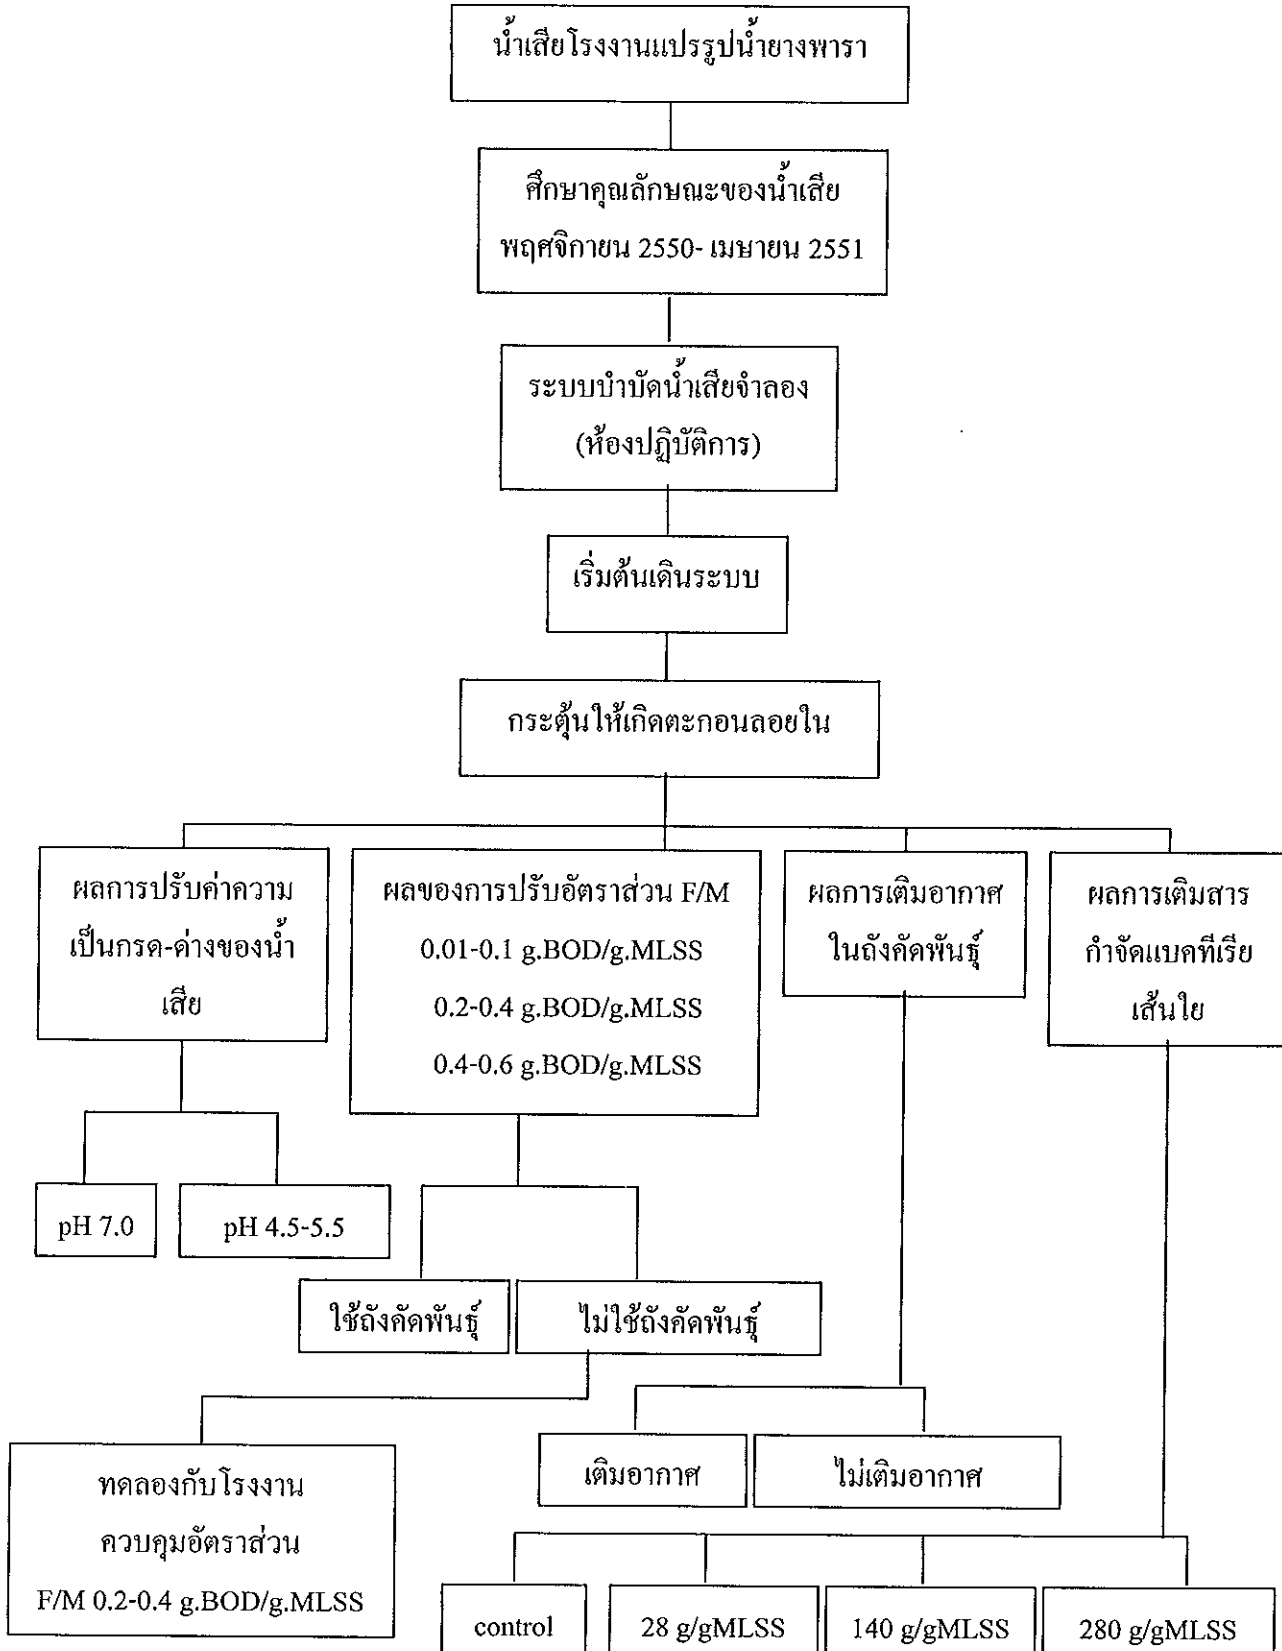 น้ำเสียโรงงานแปรรูปน้ำยางพารา
ศึกษาคุณลักษณะของน้ำเสีย
พฤศจิกายน 2550- เมษายน 2551
ระบบบำบัดน้ำเสียจำลอง
(ห้องปฏิบัติการ)
เริ่มต้นเดินระบบ
กระตุ้นให้เกิดตะกอนลอยใน
ผลการปรับค่าความ
เป็นกรด-ด่างของน้ำ
เสีย
ผลของการปรับอัตราส่วน F/M
0.01-0.1 g.BOD/g.MLSS
0.2-0.4 g.BOD/g.MLSS
0.4-0.6 g.BOD/g.MLSS
ผลการเติมอากาศ
ในถังคัดพันธุ์
ผลการเติมสาร
กำจัดแบคทีเรีย
เส้นใย
pH 7.0
pH 4.5-5.5
ใช้ถังคัดพันธุ์
ไม่ใช้ถังคัดพันธุ์
เติมอากาศ
ไม่เติมอากาศ
ทดลองกับโรงงาน
ควบคุมอัตราส่วน
F/M 0.2-0.4 g.BOD/g.MLSS
control
28 g/gMLSS
140 g/gMLSS
280 g/gMLSS